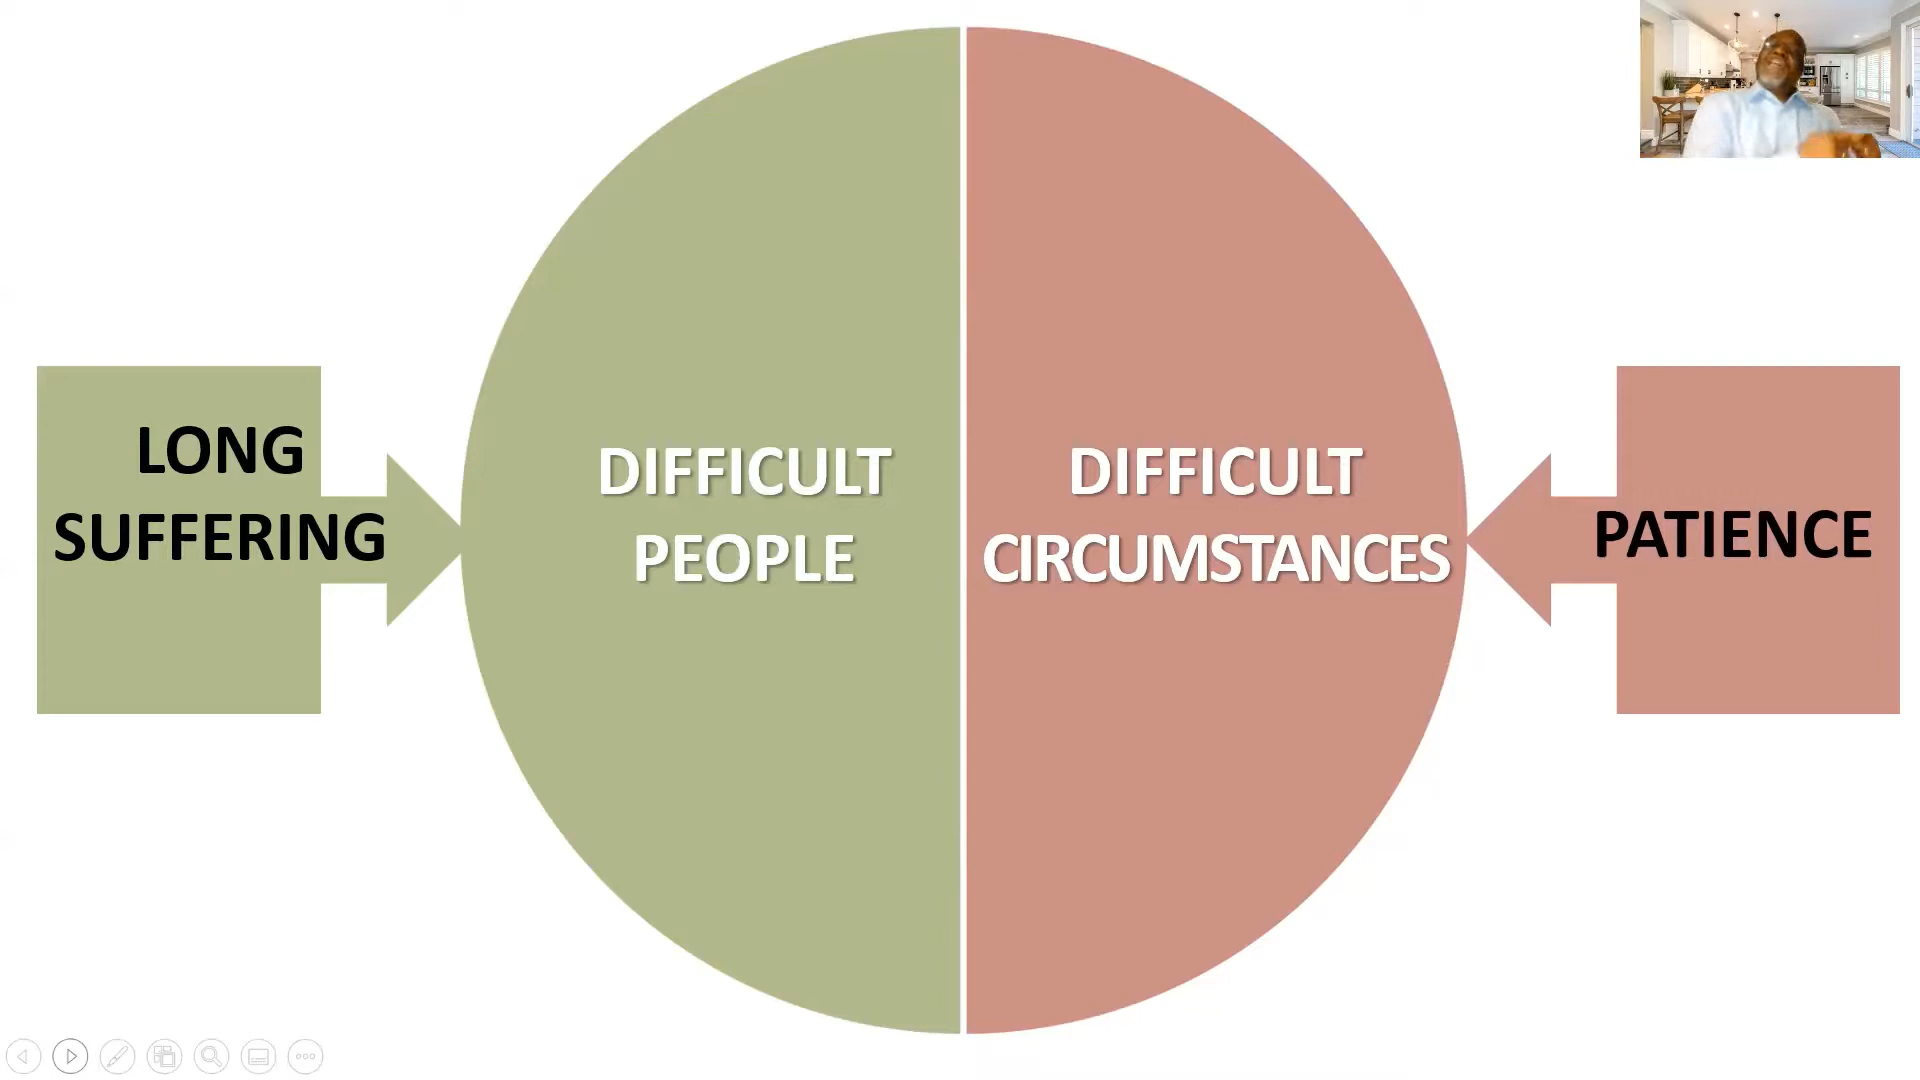 LONG
SUFFERING
DIFFICULT
PEOPLE
DIFFICULT
CIRCUMSTANCES
PATIENCE